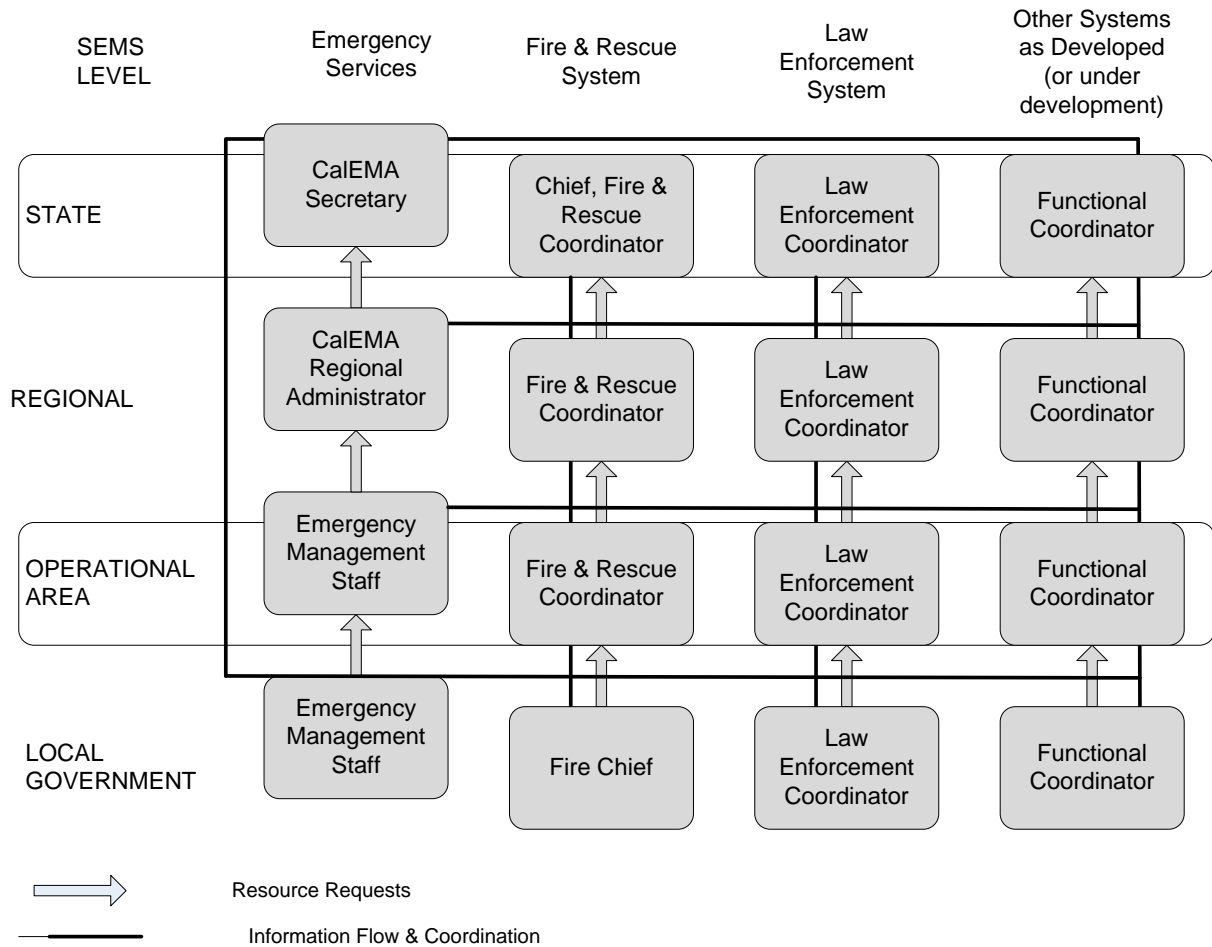 SEMS
LEVEL
Emergency
Services
Fire & Rescue
System
Law
Enforcement
System
Other Systems
as Developed
(or under
development)
STATE
CalEMA
Secretary
Chief, Fire &
Rescue
Coordinator
Law
Enforcement
Coordinator
Functional
Coordinator
REGIONAL
CalEMA
Regional
Administrator
Fire & Rescue
Coordinator
Law
Enforcement
Coordinator
Functional
Coordinator
OPERATIONAL
AREA
Emergency
Management
Staff
Fire & Rescue
Coordinator
Law
Enforcement
Coordinator
Functional
Coordinator
LOCAL
GOVERNMENT
Emergency
Management
Staff
Fire Chief
Law
Enforcement
Coordinator
Functional
Coordinator
Resource Requests
Information Flow & Coordination